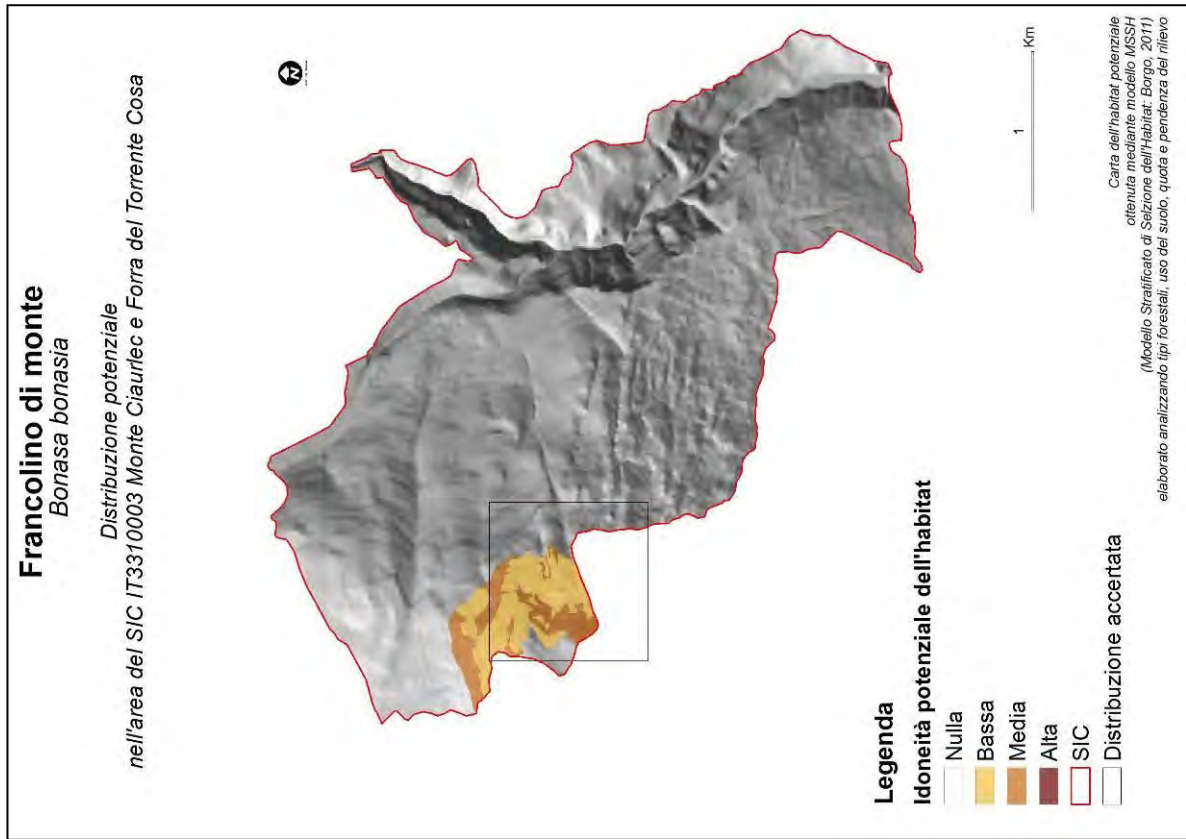 Francolino di monte
Bonasa bonasia
Distribuzione potenziale
nell'area del SIC IT3310003 Monte Ciaurlec e Forra del Torrente Cosa
N
1
Km
Legenda
Idoneità potenziale dell'habitat
Nulla
Bassa
Media
Alta
SIC
Distribuzione accertata
Carta dell'habitat potenziale
ottenuta mediante modello MSSH
(Modello Stratificato di Selzione dell'Habitat: Borgo, 2011)
elaborato analizzando tipi forestali, uso del suolo, quota e pendenza del rilievo